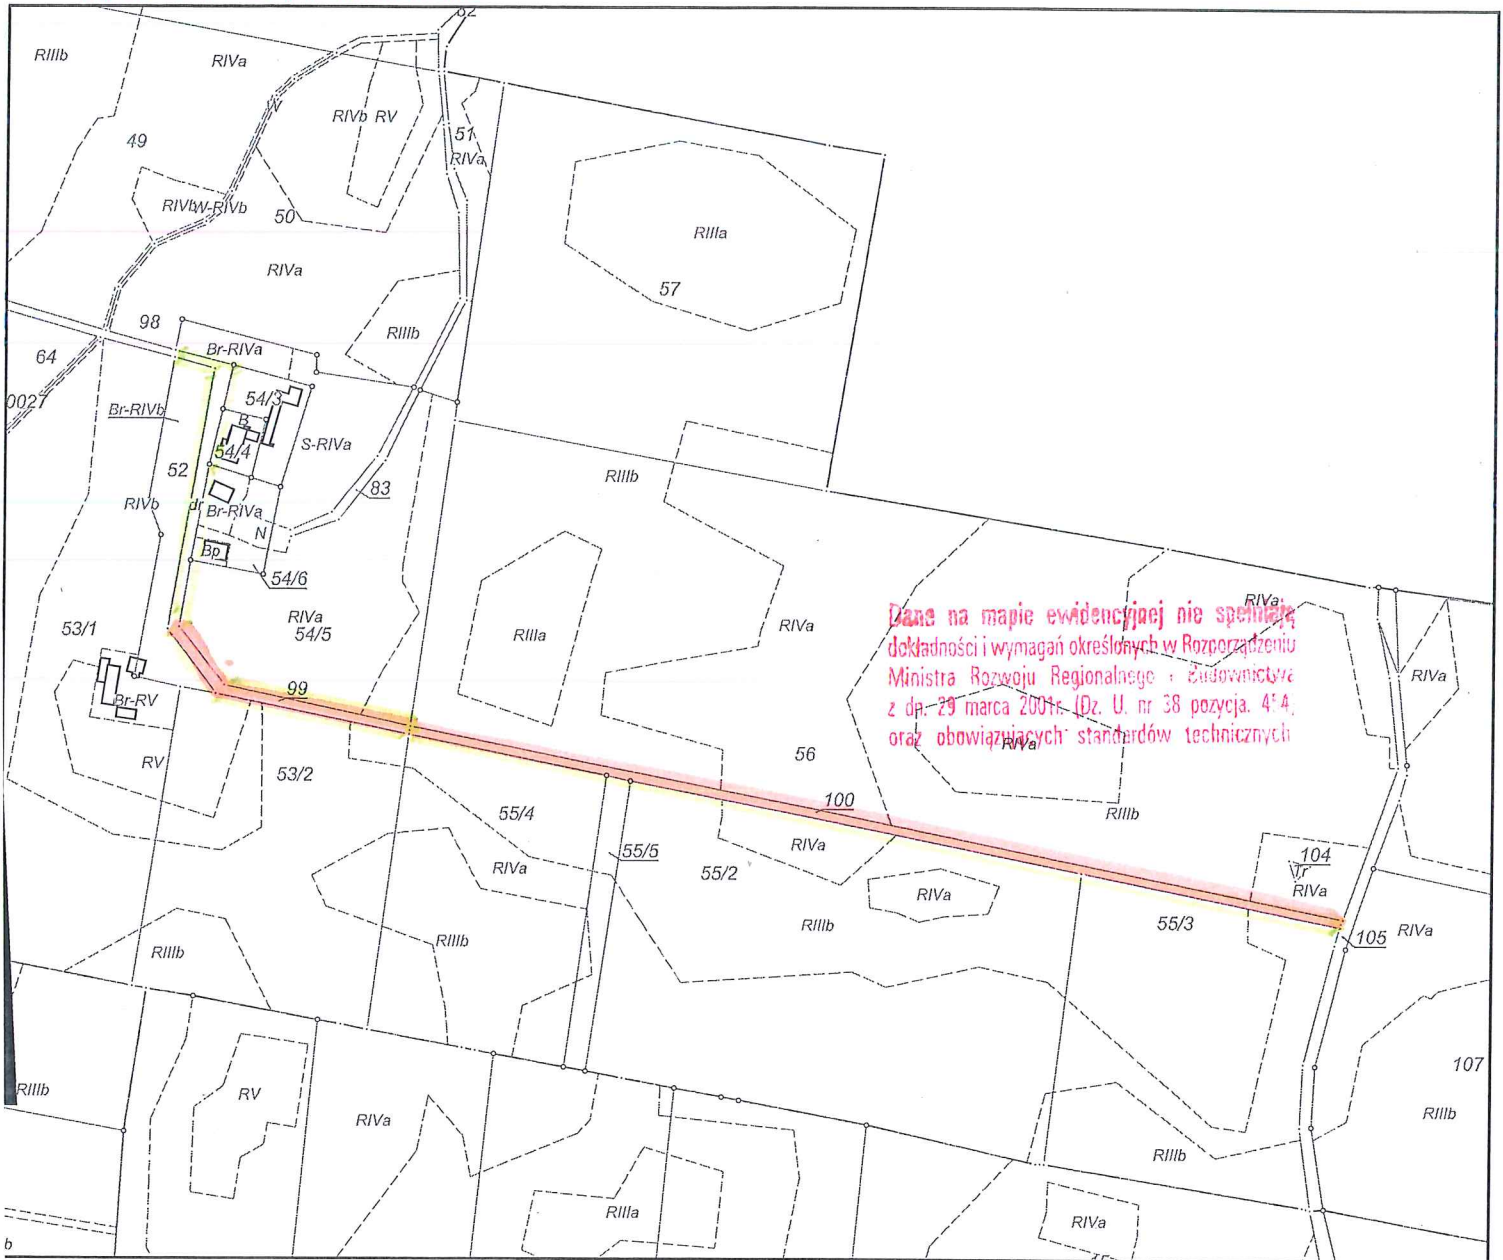 62
RIIIb
RIVa
RIVb RV
51
49
RIVa
RIVb
W-RIVb
50
RIIIa
RIVa
57
98
RIIIb
64
Br-RIVa
0027
54/3
Br-RIVb
B
S-RIVa
54/4
52
RIIIb
83
RIVb
dr
Br-RIVa
N
Bp
54/6
RIVa
RIVa
53/1
54/5
RIIIa
RIVa
Dane na mapie ewidencyjnej nie spełniają
dokładności i wymagań określonych w Rozporządzeniu
Ministra Rozwoju Regionalnego i Budownictwa
z dn. 29 marca 2001r. (Dz. U. nr 38 pozycja.
oraz obowiązujących standardów technicznych
RIVa
99
Br-RV
RIVa
56
RV
53/2
100
55/4
RIIIb
RIVa
55/5
104
RIVa
55/2
Tr
RIVa
RIVa
55/3
RIIIb
RIVa
RIIIb
RIIIb
105
107
RIIIb
RV
RIVa
RIIIb
RIIIb
RIIIa
RIVa
b
Tr